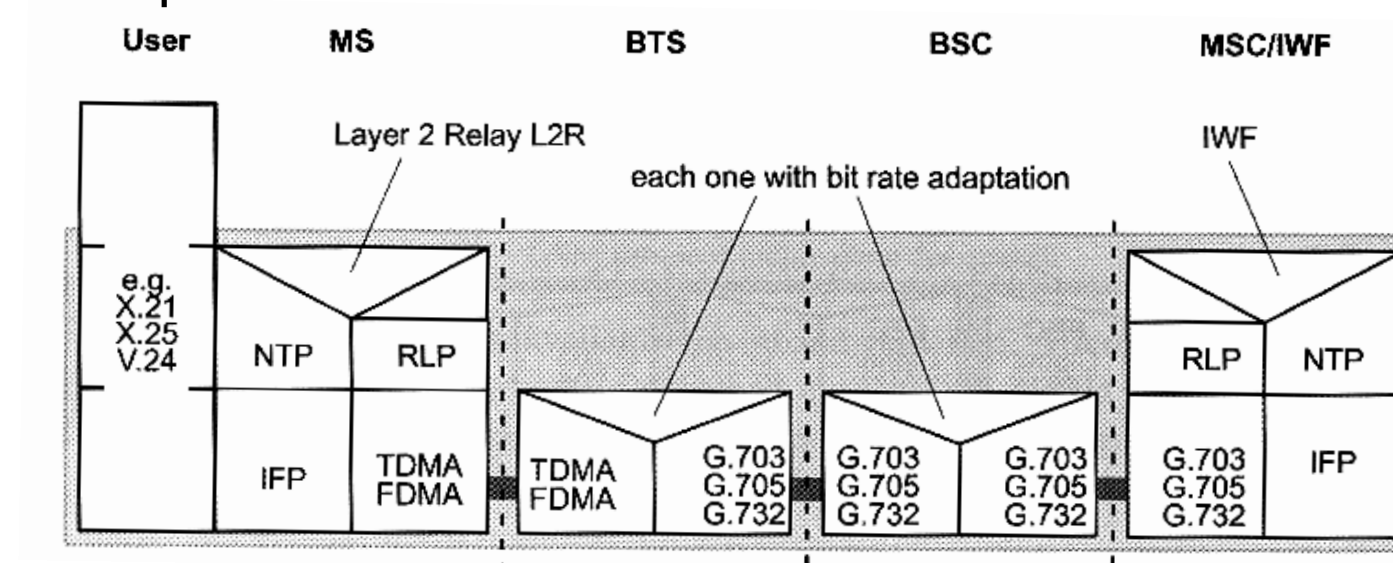 User
MS
BTS
BSC
MSC/IWF
Layer 2 Relay L2R
IWF
each one with bit rate adaptation
e.g.
X.21
X.25
V.24
NTP
RLP
RLP
NTP
IFP
TDMA
FDMA
TDMA
FDMA
G.703
G.705
G.732
G.703
G.705
G.732
G.703
G.705
G.732
G.703
G.705
G.732
IFP